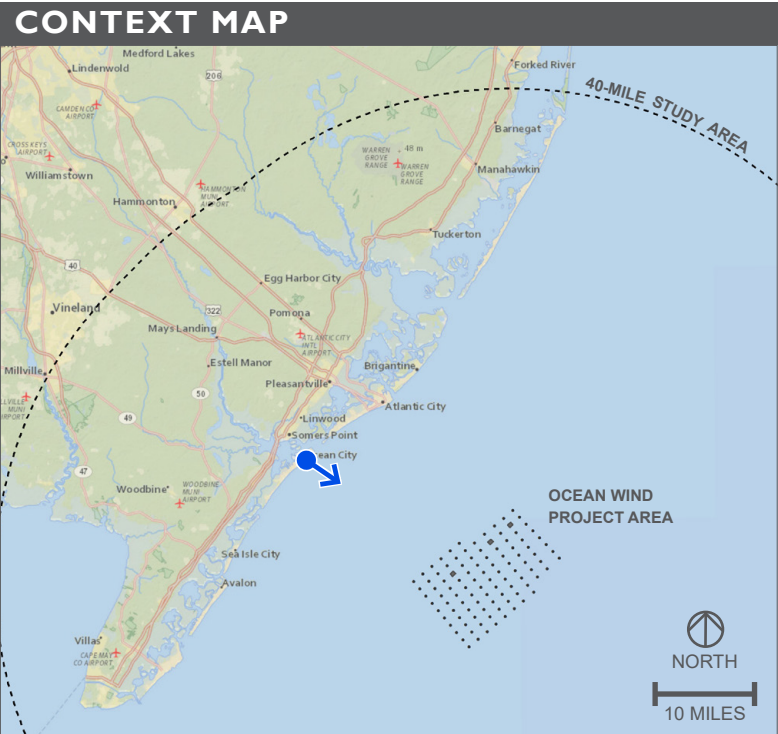 CONTEXT MAP
Medford Lakes
Lindenwold
206
Forked River
40-MILE STUDY AREA
CAMDEN CO
AIRPORT
Barnegat
CROSS KEYS
AIRPORT
WARREN
GROVE
RANGE
48 m
WARREN
GROVE
RANGE
Manahawkin
Williamstown
HAMMONTON
MUNI
AIRPORT
Hammonton
Tuckerton
40
Egg Harbor City
Vineland
322
Pomona
Mays Landing
ATLANTIC CITY
INTL
AIRPORT
Estell Manor
Brigantine
Millville
Pleasantville
50
LLVILLE
MUNI
IRPORT
Atlantic City
49
Linwood
Somers Point
ean City
47
Woodbine
WOODBINE
MUNI
AIRPORT
OCEAN WIND
PROJECT AREA
Sea Isle City
Avalon
Villas
CAPE MAY
CO AIRPORT
NORTH
10 MILES